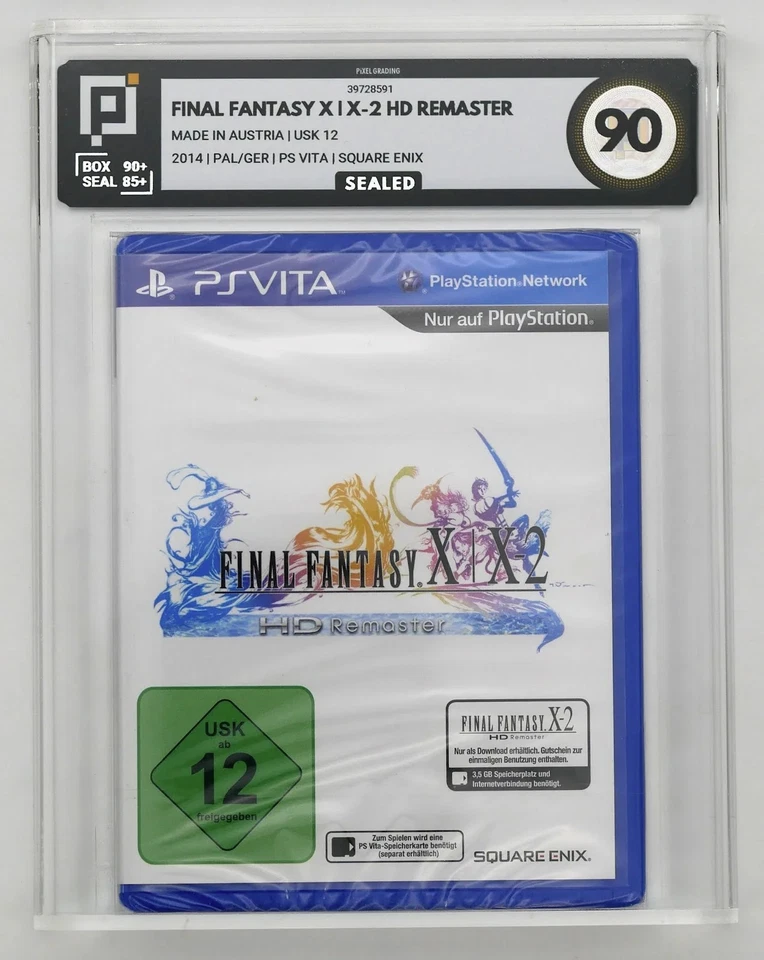 PiXEL GRADING
39728591
FINAL FANTASY X | X-2 HD REMASTER
MADE IN AUSTRIA | USK 12
2014 | PAL/GER | PS VITA | SQUARE ENIX
BOX 90+
SEAL 85+
SEALED
90
PSVITA™
PlayStation®Network
Nur auf PlayStation®
FINAL FANTASY® X | X-2
HD Remaster
USK
ab
12
freigegeben
FINAL FANTASY® X-2
HD Remaster
Nur als Download erhältlich. Gutschein zur
einmaligen Benutzung enthalten.
3,5 GB Speicherplatz und
Internetverbindung benötigt.
Zum Spielen wird eine
PS Vita-Speicherkarte benötigt
(separat erhältlich)
SQUARE ENIX®